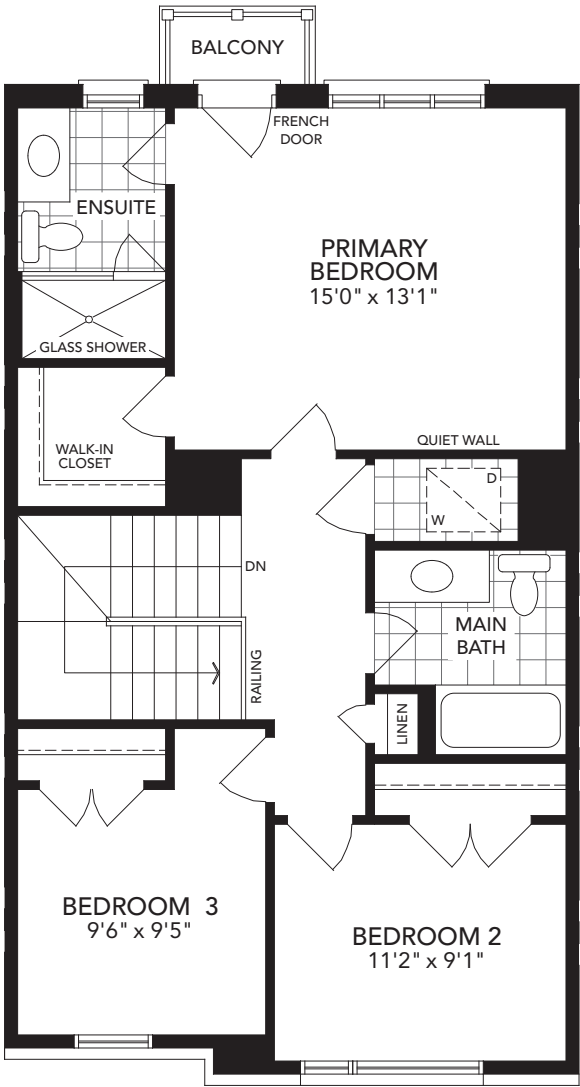 BALCONY
FRENCH
DOOR
ENSUITE
PRIMARY
BEDROOM
15'0" x 13'1"
GLASS SHOWER
QUIET WALL
WALK-IN
CLOSET
D
W
DN
MAIN
BATH
RAILING
LINEN
BEDROOM 3
9'6" x 9'5"
BEDROOM 2
11'2" x 9'1"